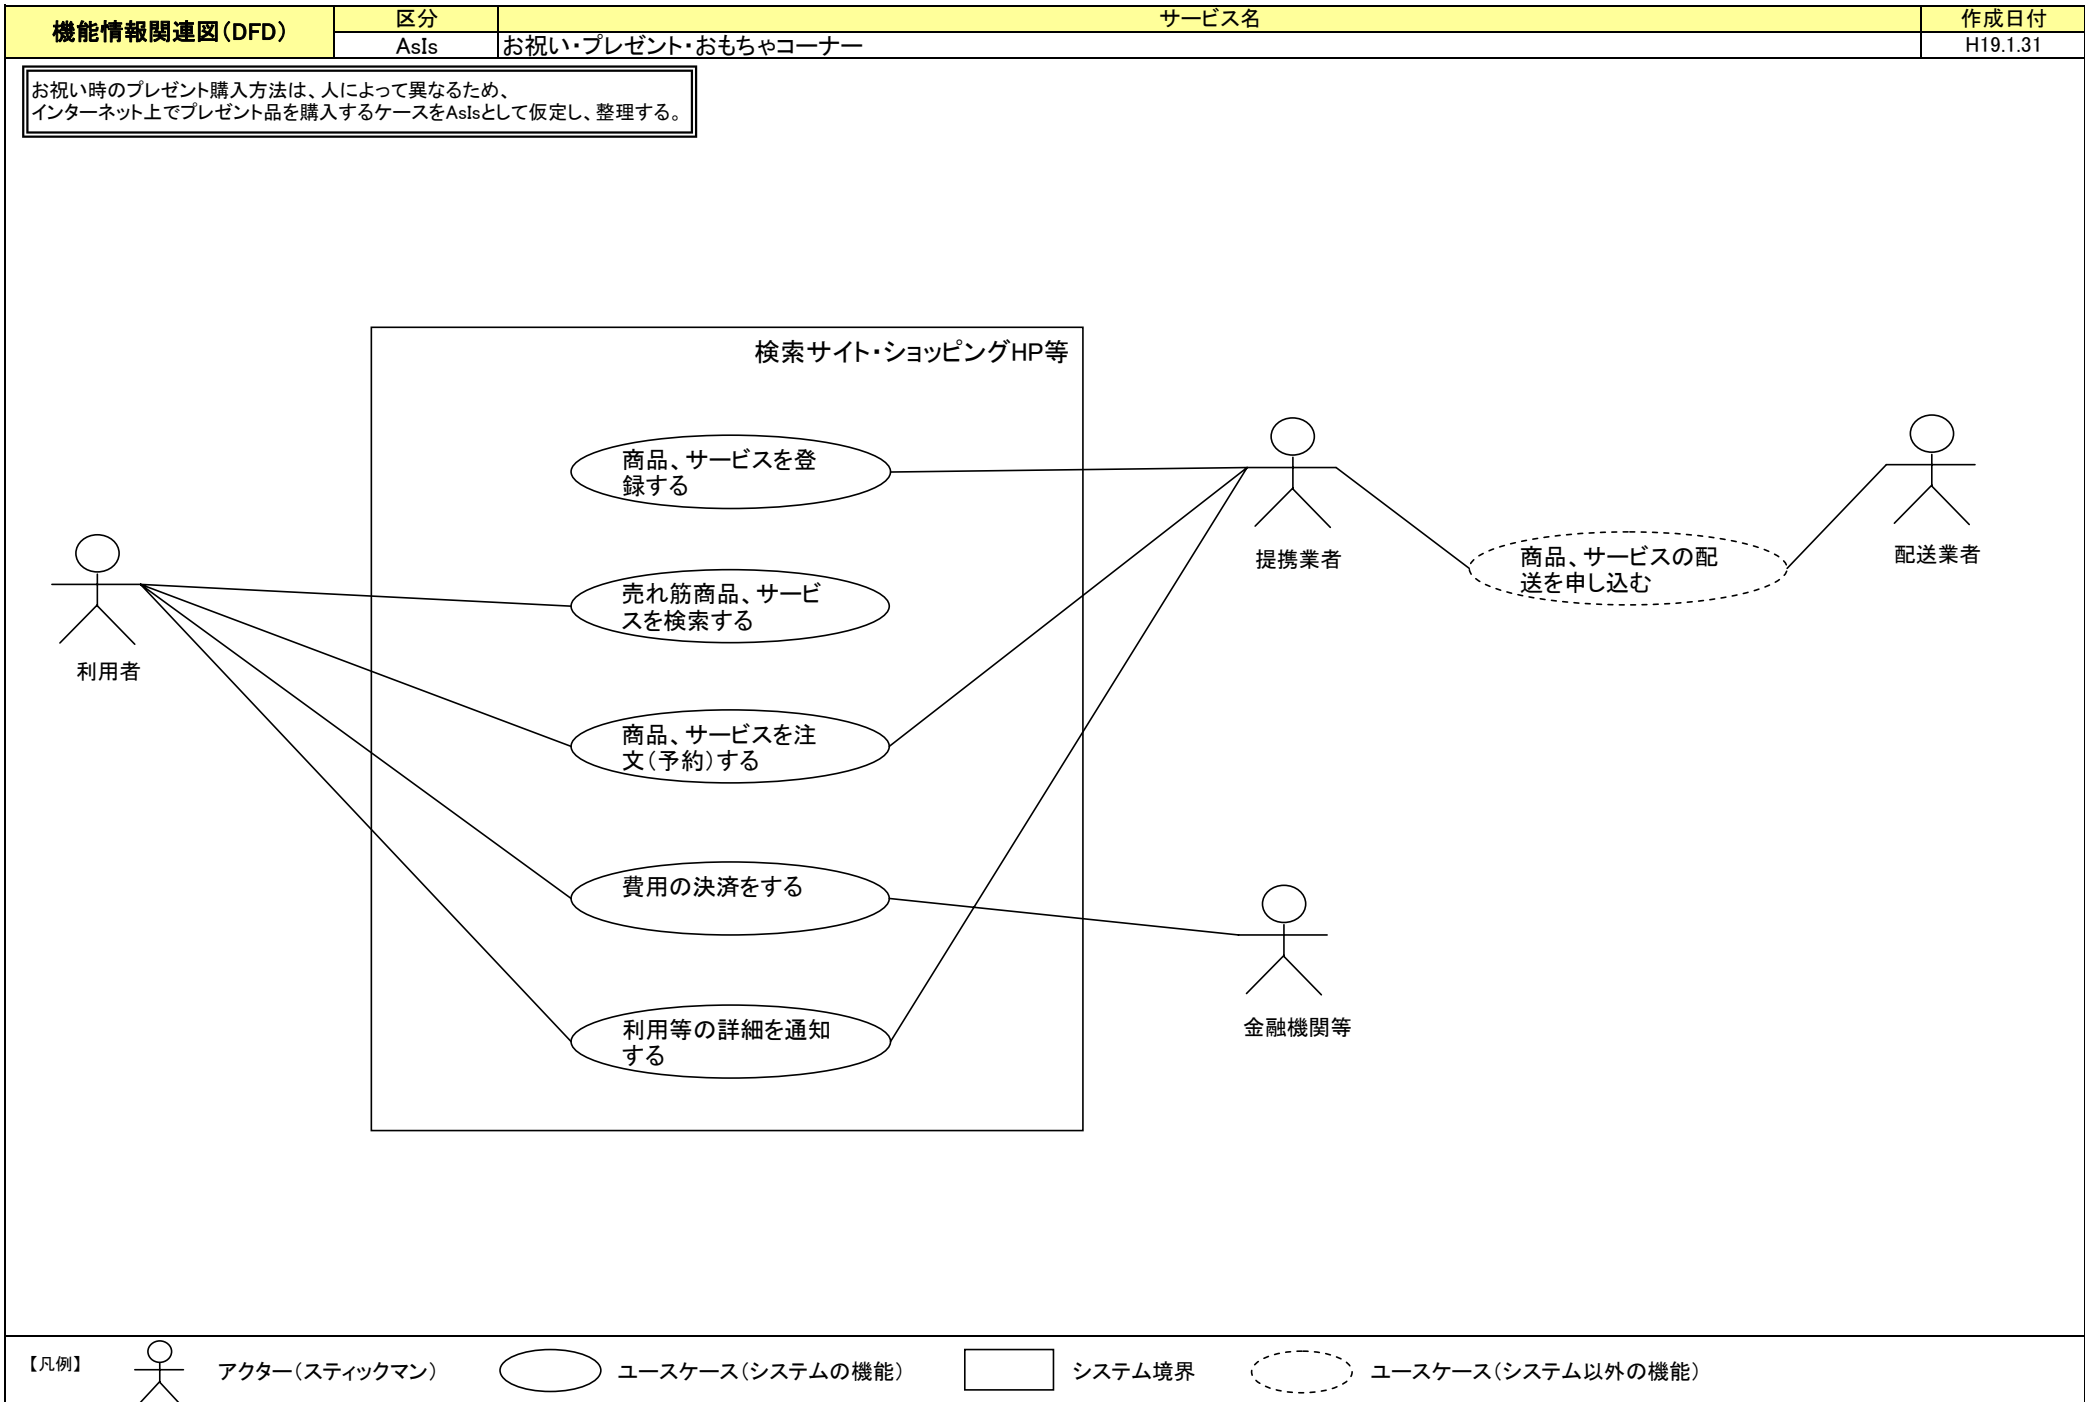 機能情報関連図(DFD)
区分
サービス名
作成日付
AsIs
お祝い・プレゼント・おもちゃコーナー
H19.1.31
お祝い時のプレゼント購入方法は、人によって異なるため、
インターネット上でプレゼント品を購入するケースをAsIsとして仮定し、整理する。
検索サイト・ショッピングHP等
商品、サービスを登
録する
提携業者
商品、サービスの配
送を申し込む
配送業者
売れ筋商品、サービ
スを検索する
利用者
商品、サービスを注
文(予約)する
費用の決済をする
金融機関等
利用等の詳細を通知
する
【凡例】
アクター(スティックマン)
ユースケース(システムの機能)
システム境界
ユースケース(システム以外の機能)